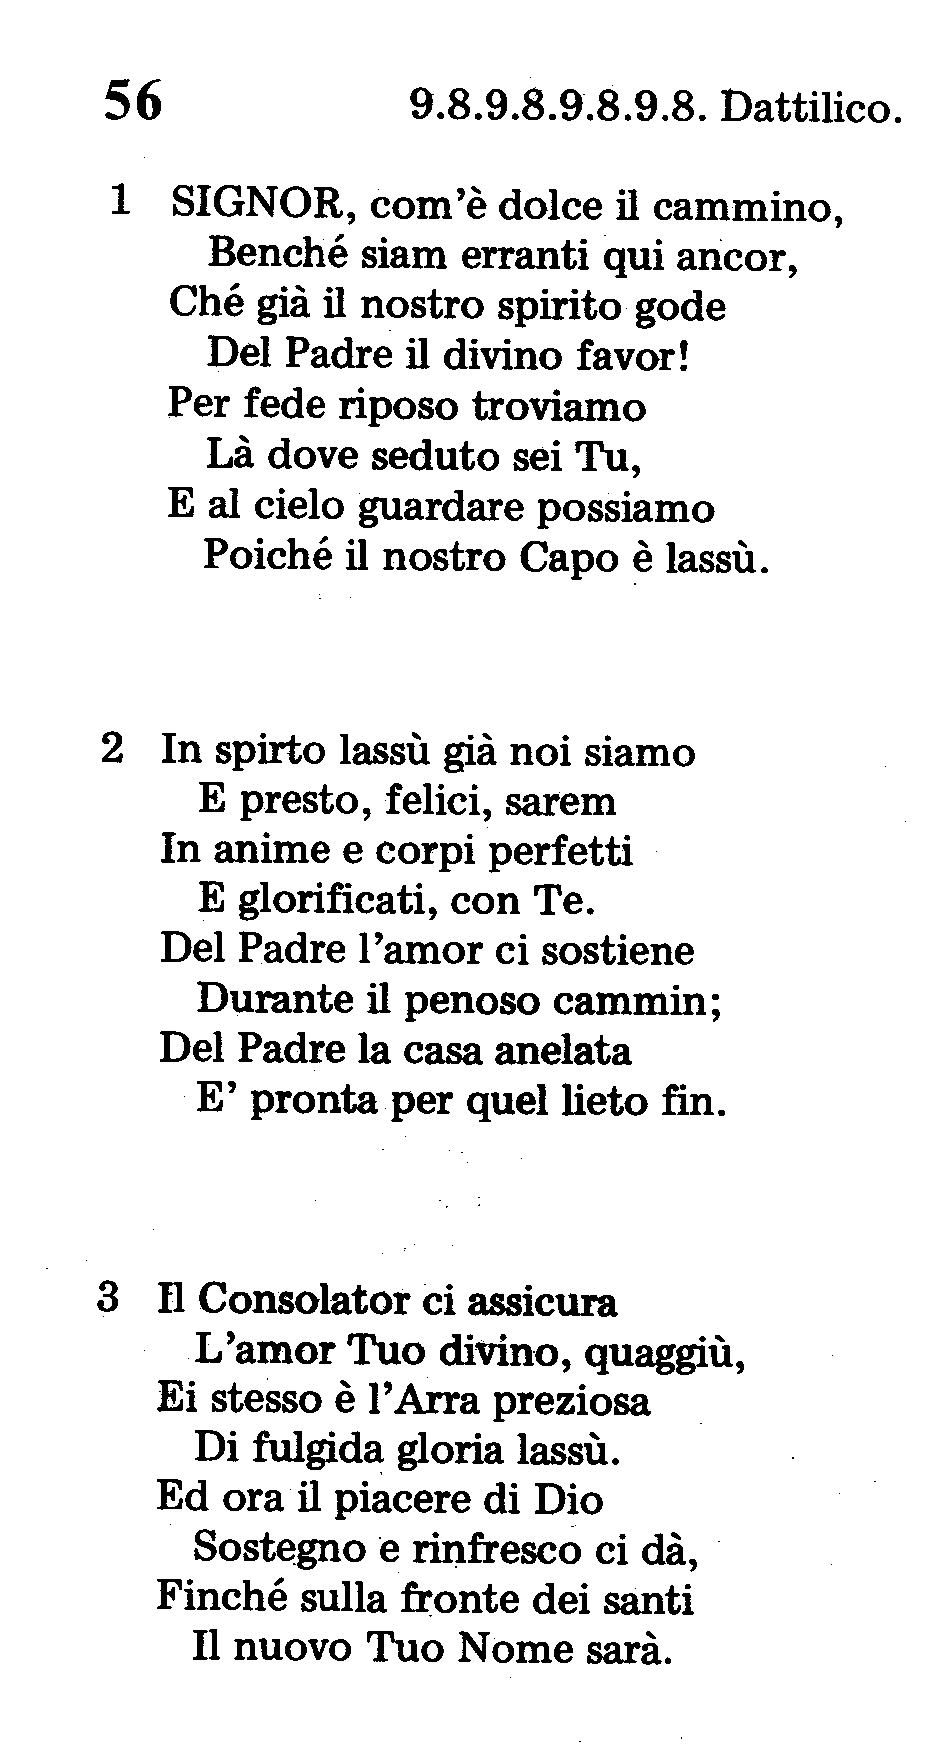 56 9.8.9.8.9.8.9.8. Dattilico.
1 SIGNOR, com'è dolce il cammino,
Benché siam erranti qui ancor,
Ché già il nostro spirito gode
Del Padre il divino favor!
Per fede riposo troviamo
Là dove seduto sei Tu,
E al cielo guardare possiamo
Poiché il nostro Capo è lassù.
2 In spirto lassù già noi siamo
E presto, felici, sarem
In anime e corpi perfetti
E glorificati, con Te.
Del Padre l'amor ci sostiene
Durante il penoso cammin;
Del Padre la casa anelata
E' pronta per quel lieto fin.
3 Il Consolator ci assicura
L'amor Tuo divino, quaggiù,
Ei stesso è l'Arra preziosa
Di fulgida gloria lassù.
Ed ora il piacere di Dio
Sostegno e rinfresco ci dà,
Finché sulla fronte dei santi
Il nuovo Tuo Nome sarà.